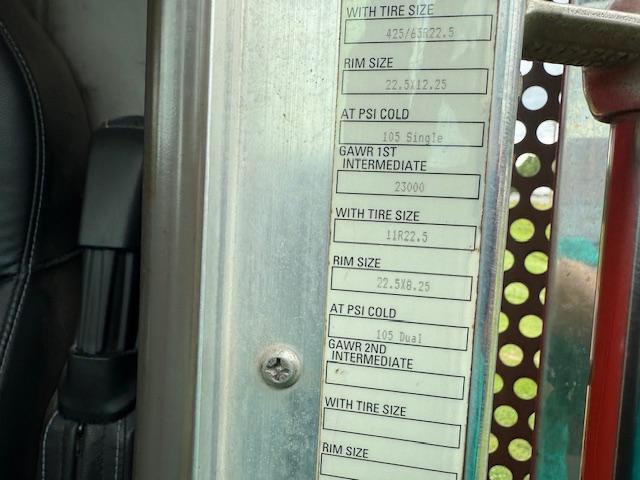 WITH TIRE SIZE
425/65R22.5
RIM SIZE
22.5X12.25
AT PSI COLD
105 Single
GAWR 1ST
INTERMEDIATE
23000
WITH TIRE SIZE
11R22.5
RIM SIZE
22.5X8.25
AT PSI COLD
105 Dual
GAWR 2ND
INTERMEDIATE
WITH TIRE SIZE
RIM SIZE